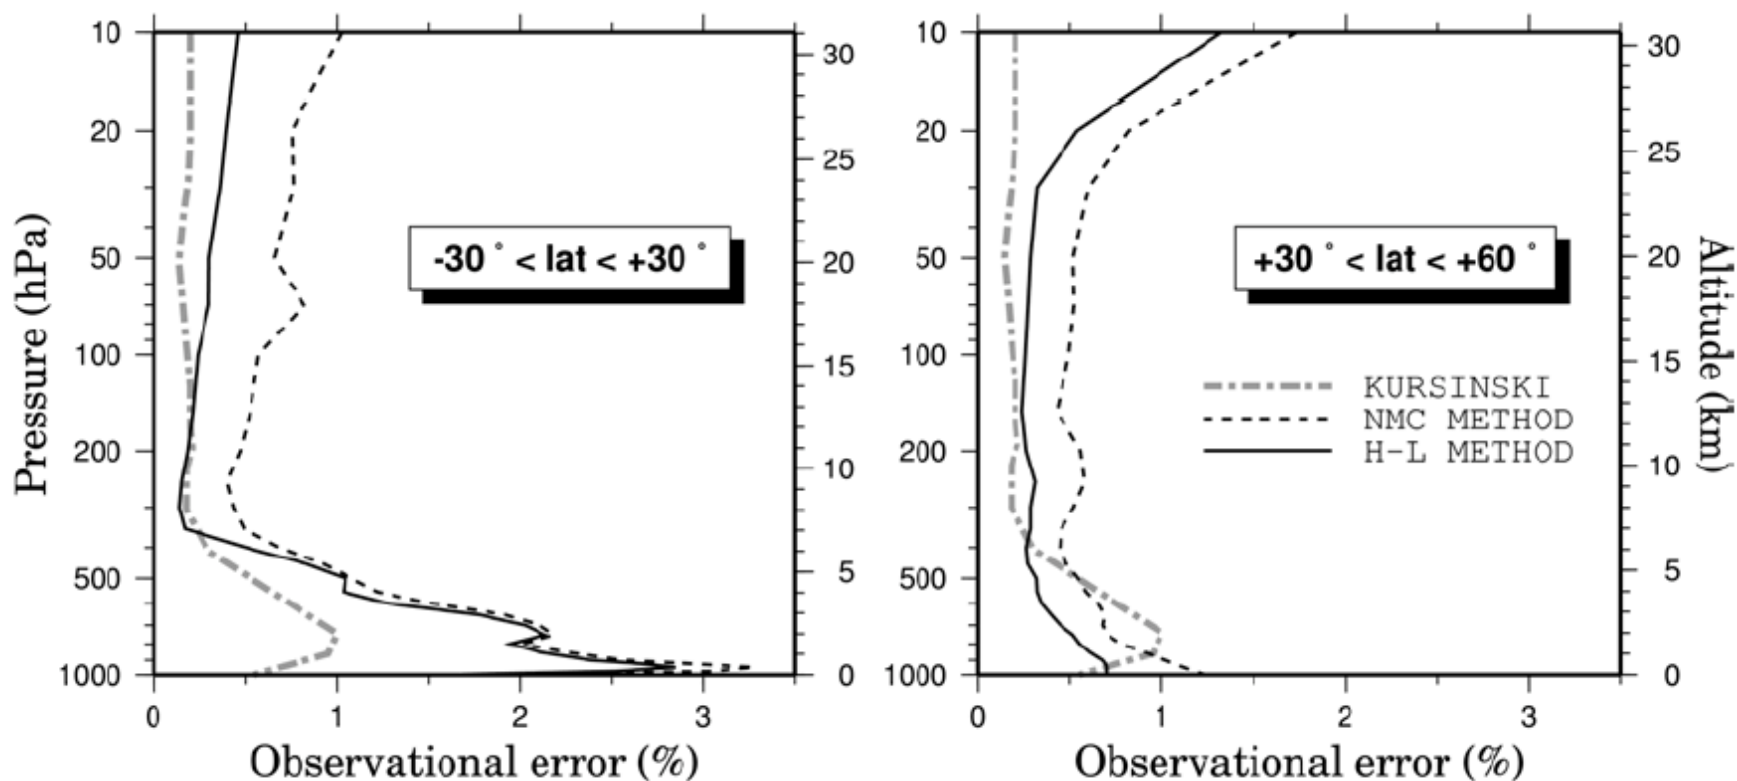 10
20
50
100
200
500
1000
Pressure (hPa)
0 1 2 3
Observational error (%)
30
25
20
15
10
5
0
-30 ° < lat < +30 °
10
20
50
100
200
500
1000
0 1 2 3
Observational error (%)
30
25
20
15
10
5
0
Altitude (km)
+30 ° < lat < +60 °
KURSINSKI
NMC METHOD
H-L METHOD